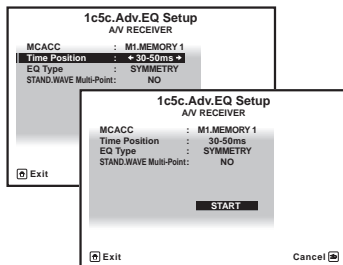 1c5c.Adv.EQ Setup
A/V RECEIVER
MCACC : M1.MEMORY 1
Time Position : 30-50ms
EQ Type : SYMMETRY
STAND.WAVE Multi-Point : NO
Exit
1c5c.Adv.EQ Setup
A/V RECEIVER
MCACC : M1.MEMORY 1
Time Position : 30-50ms
EQ Type : SYMMETRY
STAND.WAVE Multi-Point : NO
START
Exit Cancel